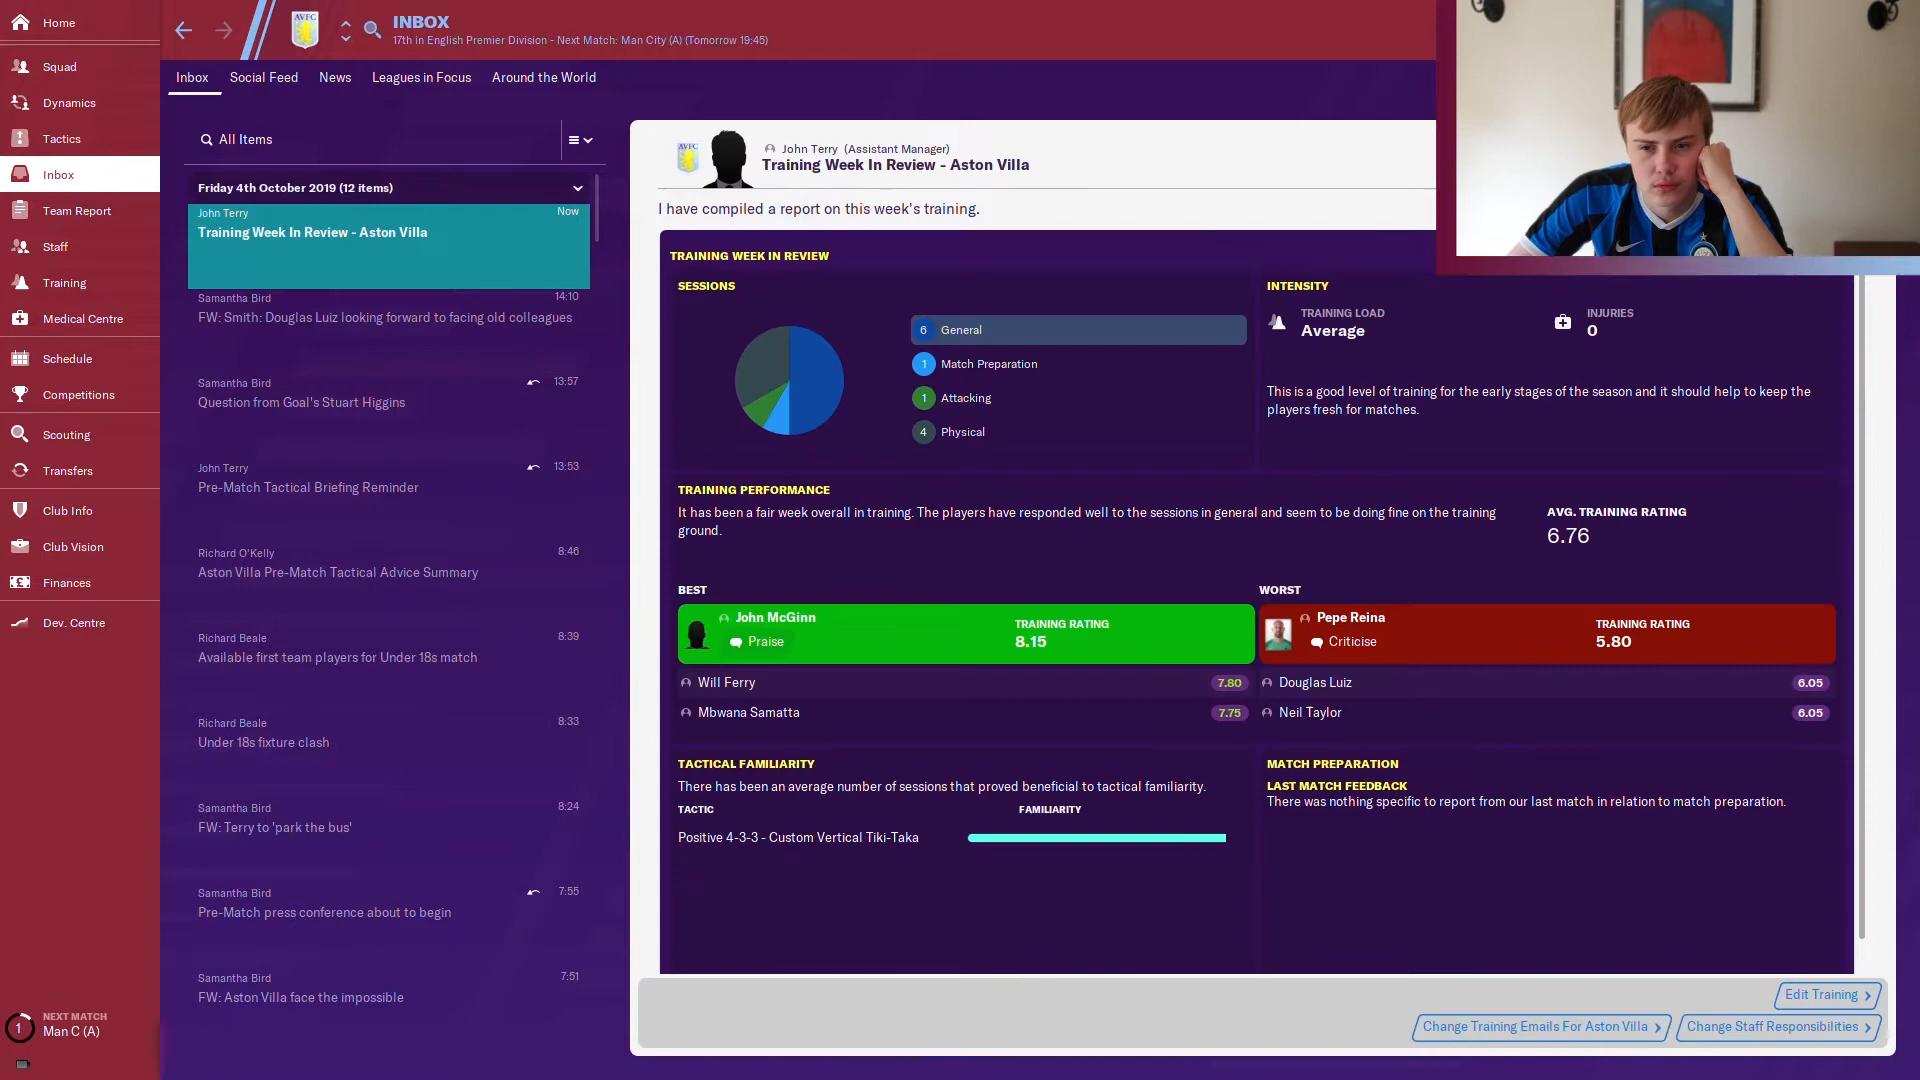 Home
Squad
Dynamics
Tactics
Inbox
Team Report
Staff
Training
Medical Centre
Schedule
Competitions
Scouting
Transfers
Club Info
Club Vision
Finances
Dev. Centre
1
NEXT MATCH
Man C (A)
AVFC
INBOX
17th in English Premier Division - Next Match: Man City (A) (Tomorrow 19:45)
Inbox Social Feed News Leagues in Focus Around the World
All Items
Friday 4th October 2019 (12 items)
John Terry Now
Training Week In Review - Aston Villa
Samantha Bird 14:10
FW: Smith: Douglas Luiz looking forward to facing old colleagues
Samantha Bird 13:57
Question from Goal's Stuart Higgins
John Terry 13:53
Pre-Match Tactical Briefing Reminder
Richard O'Kelly 8:46
Aston Villa Pre-Match Tactical Advice Summary
Richard Beale 8:39
Available first team players for Under 18s match
Richard Beale 8:33
Under 18s fixture clash
Samantha Bird 8:24
FW: Terry to 'park the bus'
Samantha Bird 7:55
Pre-Match press conference about to begin
Samantha Bird 7:51
FW: Aston Villa face the impossible
AVFC
John Terry (Assistant Manager)
Training Week In Review - Aston Villa
I have compiled a report on this week's training.
TRAINING WEEK IN REVIEW
SESSIONS
6 General
1 Match Preparation
1 Attacking
4 Physical
INTENSITY
TRAINING LOAD
Average
INJURIES
0
This is a good level of training for the early stages of the season and it should help to keep the
players fresh for matches.
TRAINING PERFORMANCE
It has been a fair week overall in training. The players have responded well to the sessions in general and seem to be doing fine on the training
ground.
AVG. TRAINING RATING
6.76
BEST
John McGinn
Praise
TRAINING RATING
8.15
Will Ferry 7.80
Mbwana Samatta 7.75
WORST
Pepe Reina
Criticise
TRAINING RATING
5.80
Douglas Luiz 6.05
Neil Taylor 6.05
TACTICAL FAMILIARITY
There has been an average number of sessions that proved beneficial to tactical familiarity.
TACTIC FAMILIARITY
Positive 4-3-3 - Custom Vertical Tiki-Taka
MATCH PREPARATION
LAST MATCH FEEDBACK
There was nothing specific to report from our last match in relation to match preparation.
Edit Training
Change Training Emails For Aston Villa
Change Staff Responsibilities